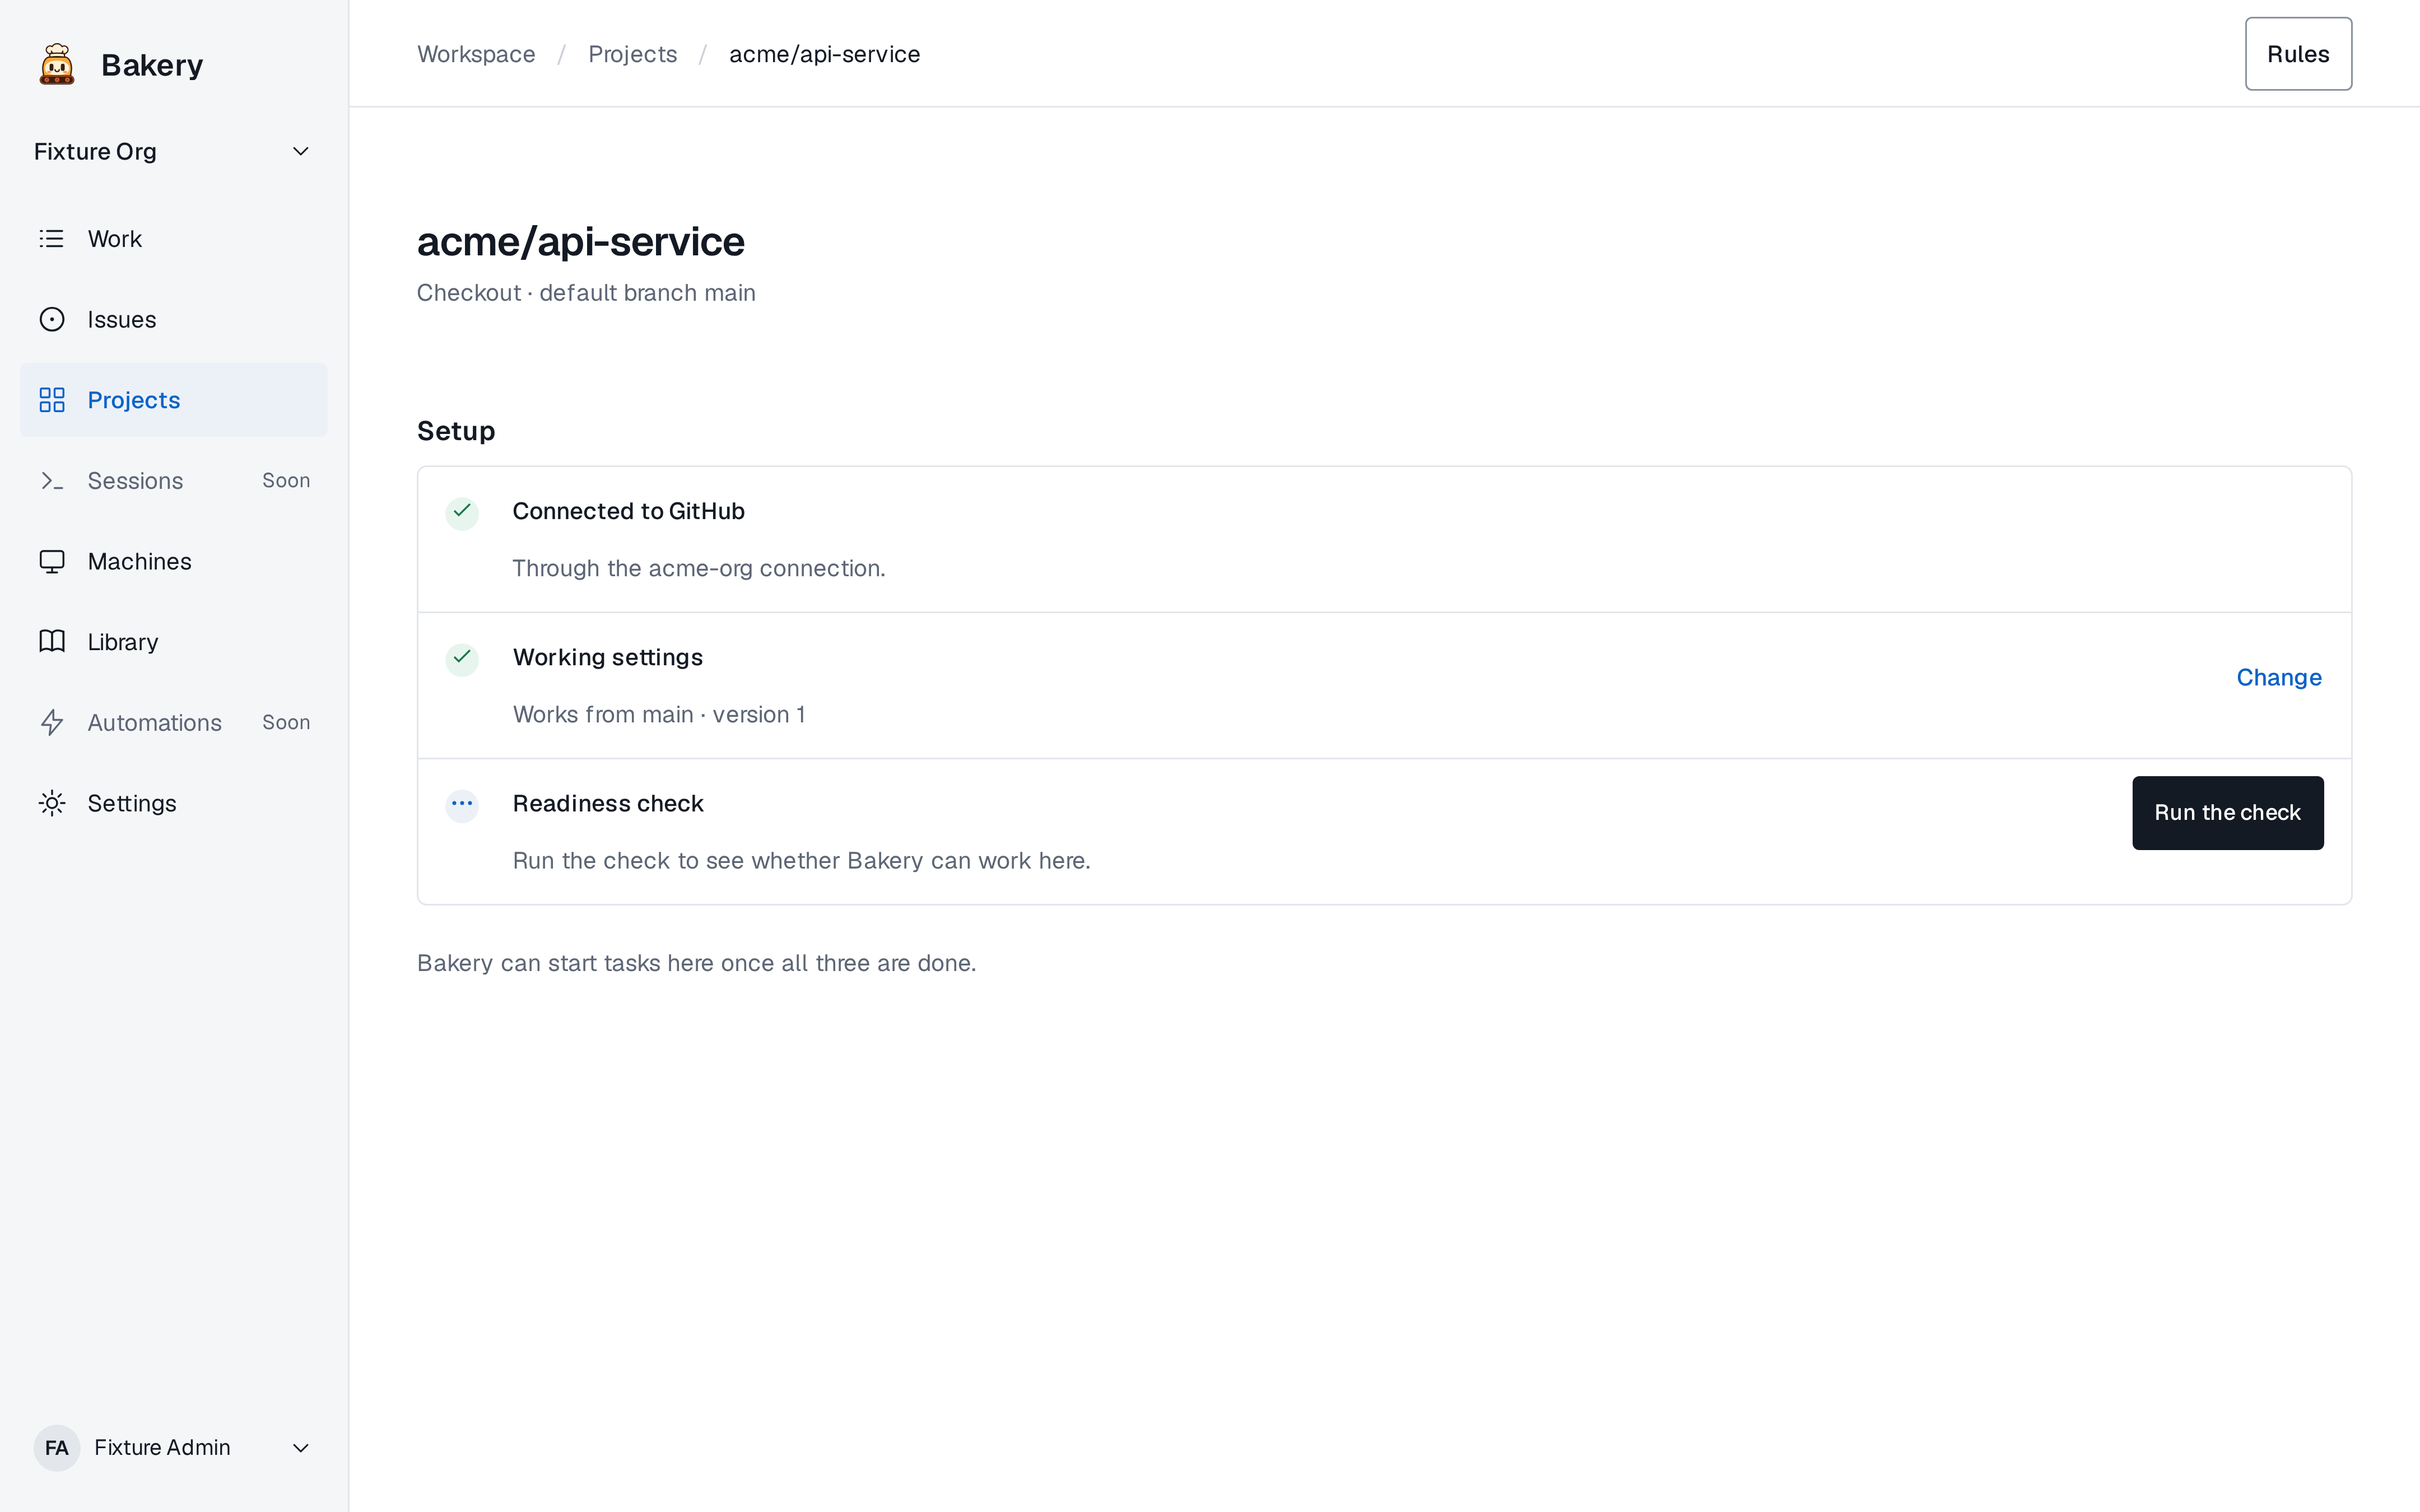 Bakery
Fixture Org
Work
Issues
Projects
Sessions Soon
Machines
Library
Automations Soon
Settings
FA Fixture Admin
Workspace / Projects / acme/api-service
Rules
acme/api-service
Checkout · default branch main
Setup
Connected to GitHub
Through the acme-org connection.
Working settings
Works from main · version 1
Change
Readiness check
Run the check to see whether Bakery can work here.
Run the check
Bakery can start tasks here once all three are done.